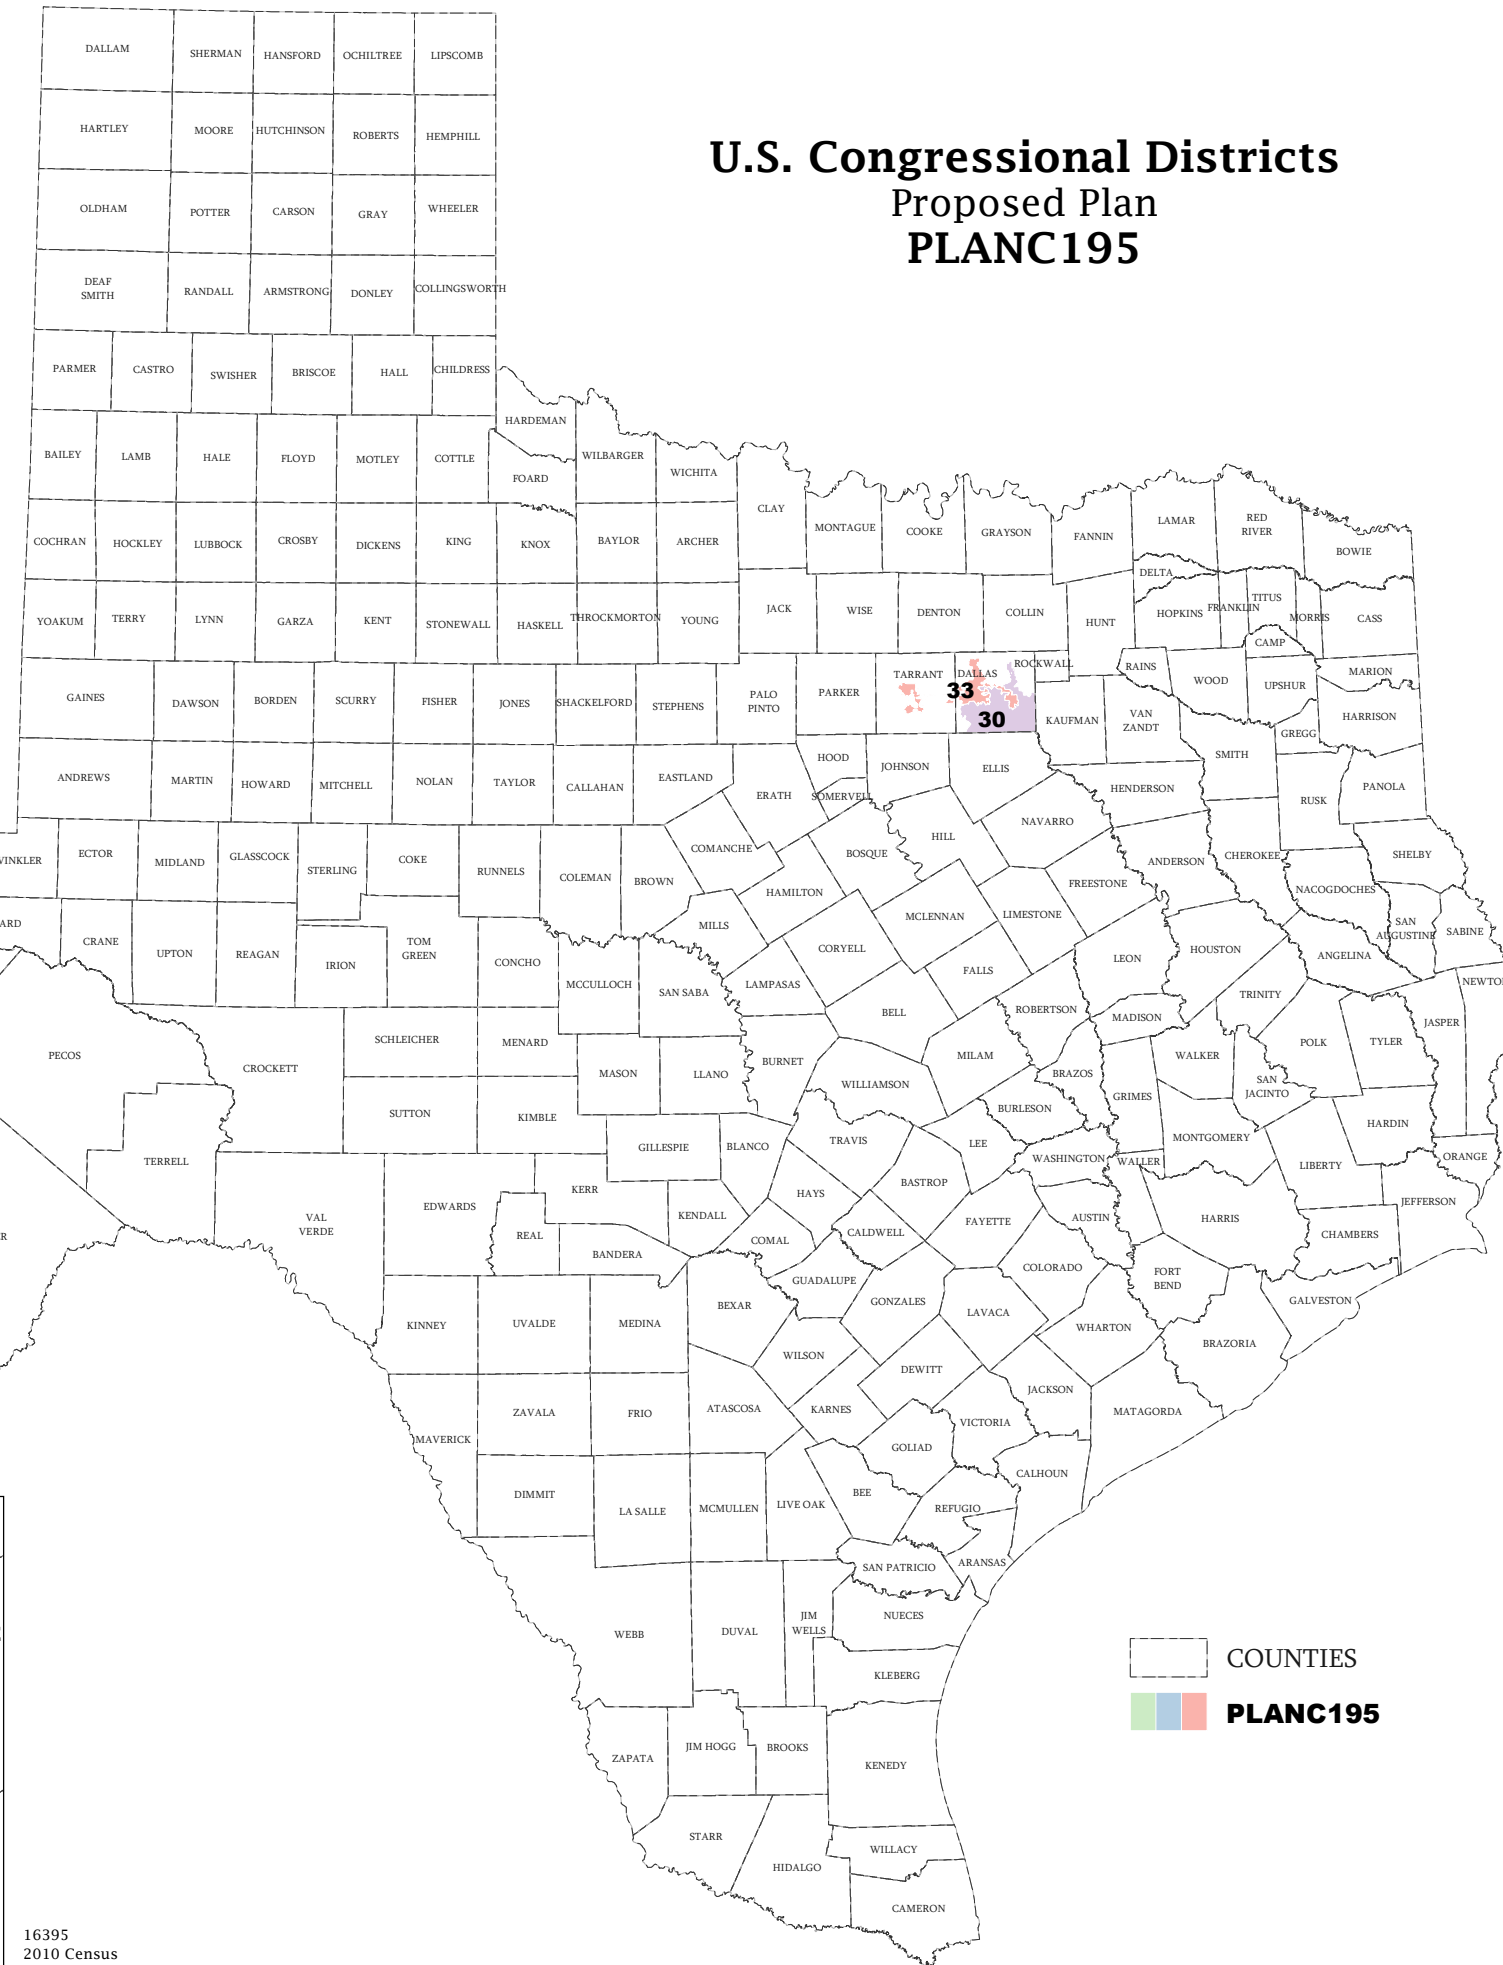 U.S. Congressional Districts
Proposed Plan
PLANC195
DALLAM
SHERMAN
HANSFORD
OCHILTREE
LIPSCOMB
HARTLEY
MOORE
HUTCHINSON
ROBERTS
HEMPHILL
OLDHAM
POTTER
CARSON
GRAY
WHEELER
DEAF
SMITH
RANDALL
ARMSTRONG
DONLEY
COLLINGSWORTH
PARMER
CASTRO
SWISHER
BRISCOE
HALL
CHILDRESS
HARDEMAN
BAILEY
LAMB
HALE
FLOYD
MOTLEY
COTTLE
FOARD
WILBARGER
WICHITA
CLAY
MONTAGUE
COOKE
GRAYSON
FANNIN
LAMAR
RED
RIVER
BOWIE
COCHRAN
HOCKLEY
LUBBOCK
CROSBY
DICKENS
KING
KNOX
BAYLOR
ARCHER
DELTA
YOAKUM
TERRY
LYNN
GARZA
KENT
STONEWALL
HASKELL
THROCKMORTON
YOUNG
JACK
WISE
DENTON
COLLIN
HUNT
HOPKINS
FRANKLIN
TITUS
MORRIS
CASS
CAMP
GAINES
DAWSON
BORDEN
SCURRY
FISHER
JONES
SHACKELFORD
STEPHENS
PALO
PINTO
PARKER
TARRANT
DALLAS
ROCKWALL
33
30
KAUFMAN
RAINS
VAN
ZANDT
WOOD
UPSHUR
MARION
HARRISON
GREGG
SMITH
ANDREWS
MARTIN
HOWARD
MITCHELL
NOLAN
TAYLOR
CALLAHAN
EASTLAND
ERATH
HOOD
SOMERVELL
JOHNSON
ELLIS
HENDERSON
RUSK
PANOLA
NAVARRO
HILL
BOSQUE
COMANCHE
HAMILTON
WINKLER
ECTOR
MIDLAND
GLASSCOCK
STERLING
COKE
RUNNELS
COLEMAN
BROWN
MILLS
FREESTONE
ANDERSON
CHEROKEE
SHELBY
NACOGDOCHES
ARD
CRANE
UPTON
REAGAN
IRION
TOM
GREEN
CONCHO
MCCULLOCH
SAN SABA
LAMPASAS
CORYELL
MCLENNAN
LIMESTONE
FALLS
LEON
HOUSTON
SAN
AUGUSTINE
SABINE
ANGELINA
NEWTO
TRINITY
BELL
ROBERTSON
MADISON
POLK
TYLER
JASPER
PECOS
CROCKETT
SCHLEICHER
MENARD
MASON
LLANO
BURNET
WILLIAMSON
MILAM
BRAZOS
WALKER
SAN
JACINTO
GRIMES
SUTTON
KIMBLE
GILLESPIE
BLANCO
TRAVIS
LEE
BURLESON
WASHINGTON
WALLER
MONTGOMERY
HARDIN
LIBERTY
ORANGE
TERRELL
JEFFERSON
R
VAL
VERDE
EDWARDS
KERR
REAL
BANDERA
KENDALL
HAYS
COMAL
CALDWELL
BASTROP
FAYETTE
AUSTIN
HARRIS
CHAMBERS
COLORADO
FORT
BEND
GALVESTON
KINNEY
UVALDE
MEDINA
BEXAR
GUADALUPE
GONZALES
LAVACA
WHARTON
BRAZORIA
WILSON
DEWITT
JACKSON
MATAGORDA
MAVERICK
ZAVALA
FRIO
ATASCOSA
KARNES
GOLIAD
VICTORIA
CALHOUN
DIMMIT
LA SALLE
MCMULLEN
LIVE OAK
BEE
REFUGIO
SAN PATRICIO
ARANSAS
WEBB
DUVAL
JIM
WELLS
NUECES
KLEBERG
ZAPATA
JIM HOGG
BROOKS
KENEDY
STARR
HIDALGO
WILLACY
CAMERON
COUNTIES
PLANC195
16395
2010 Census